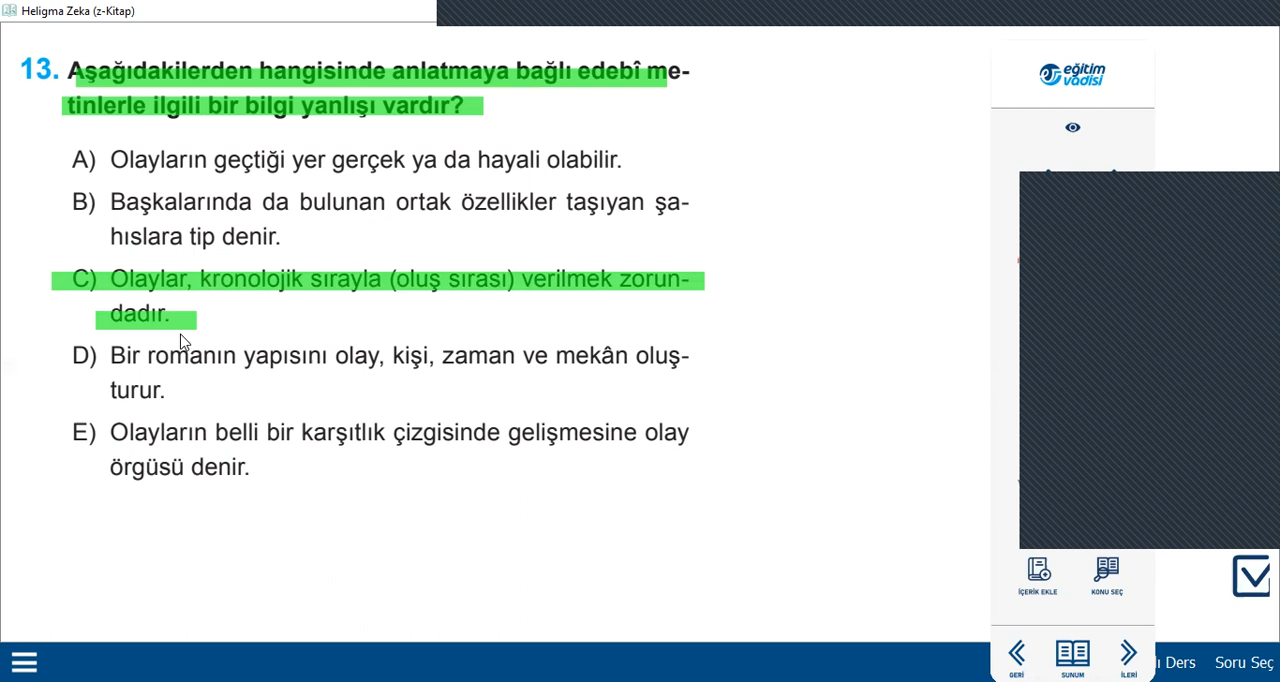 Heligma Zeka (z-Kitap)
13. Aşağıdakilerden hangisinde anlatmaya bağlı edebî me-
tinlerle ilgili bir bilgi yanlışı vardır?
A) Olayların geçtiği yer gerçek ya da hayali olabilir.
B) Başkalarında da bulunan ortak özellikler taşıyan şa-
hıslara tip denir.
C) Olaylar, kronolojik sırayla (oluş sırası) verilmek zorun-
dadır.
D) Bir romanın yapısını olay, kişi, zaman ve mekân oluş-
turur.
E) Olayların belli bir karşıtlık çizgisinde gelişmesine olay
örgüsü denir.
eğitim
vadisi
İÇERİK EKLE KONU SEÇ
GERİ SUNUM İLERİ
Ders Soru Seç